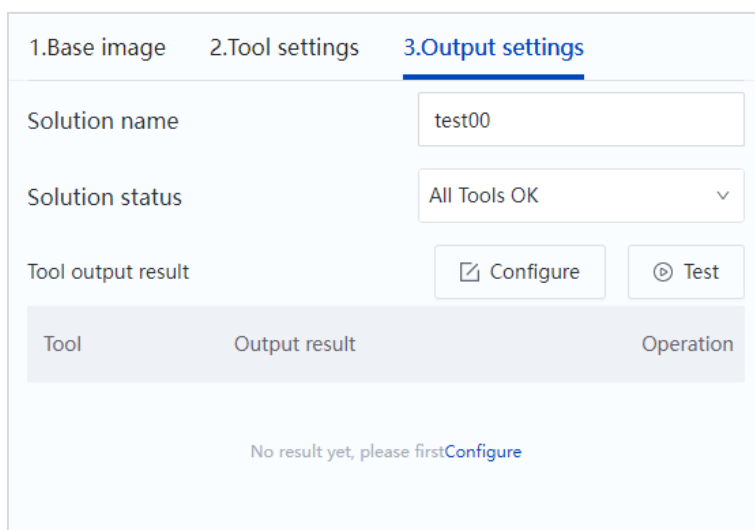 1.Base image 2.Tool settings 3.Output settings
Solution name test00
Solution status All Tools OK
Tool output result Configure Test
Tool Output result Operation
No result yet, please firstConfigure